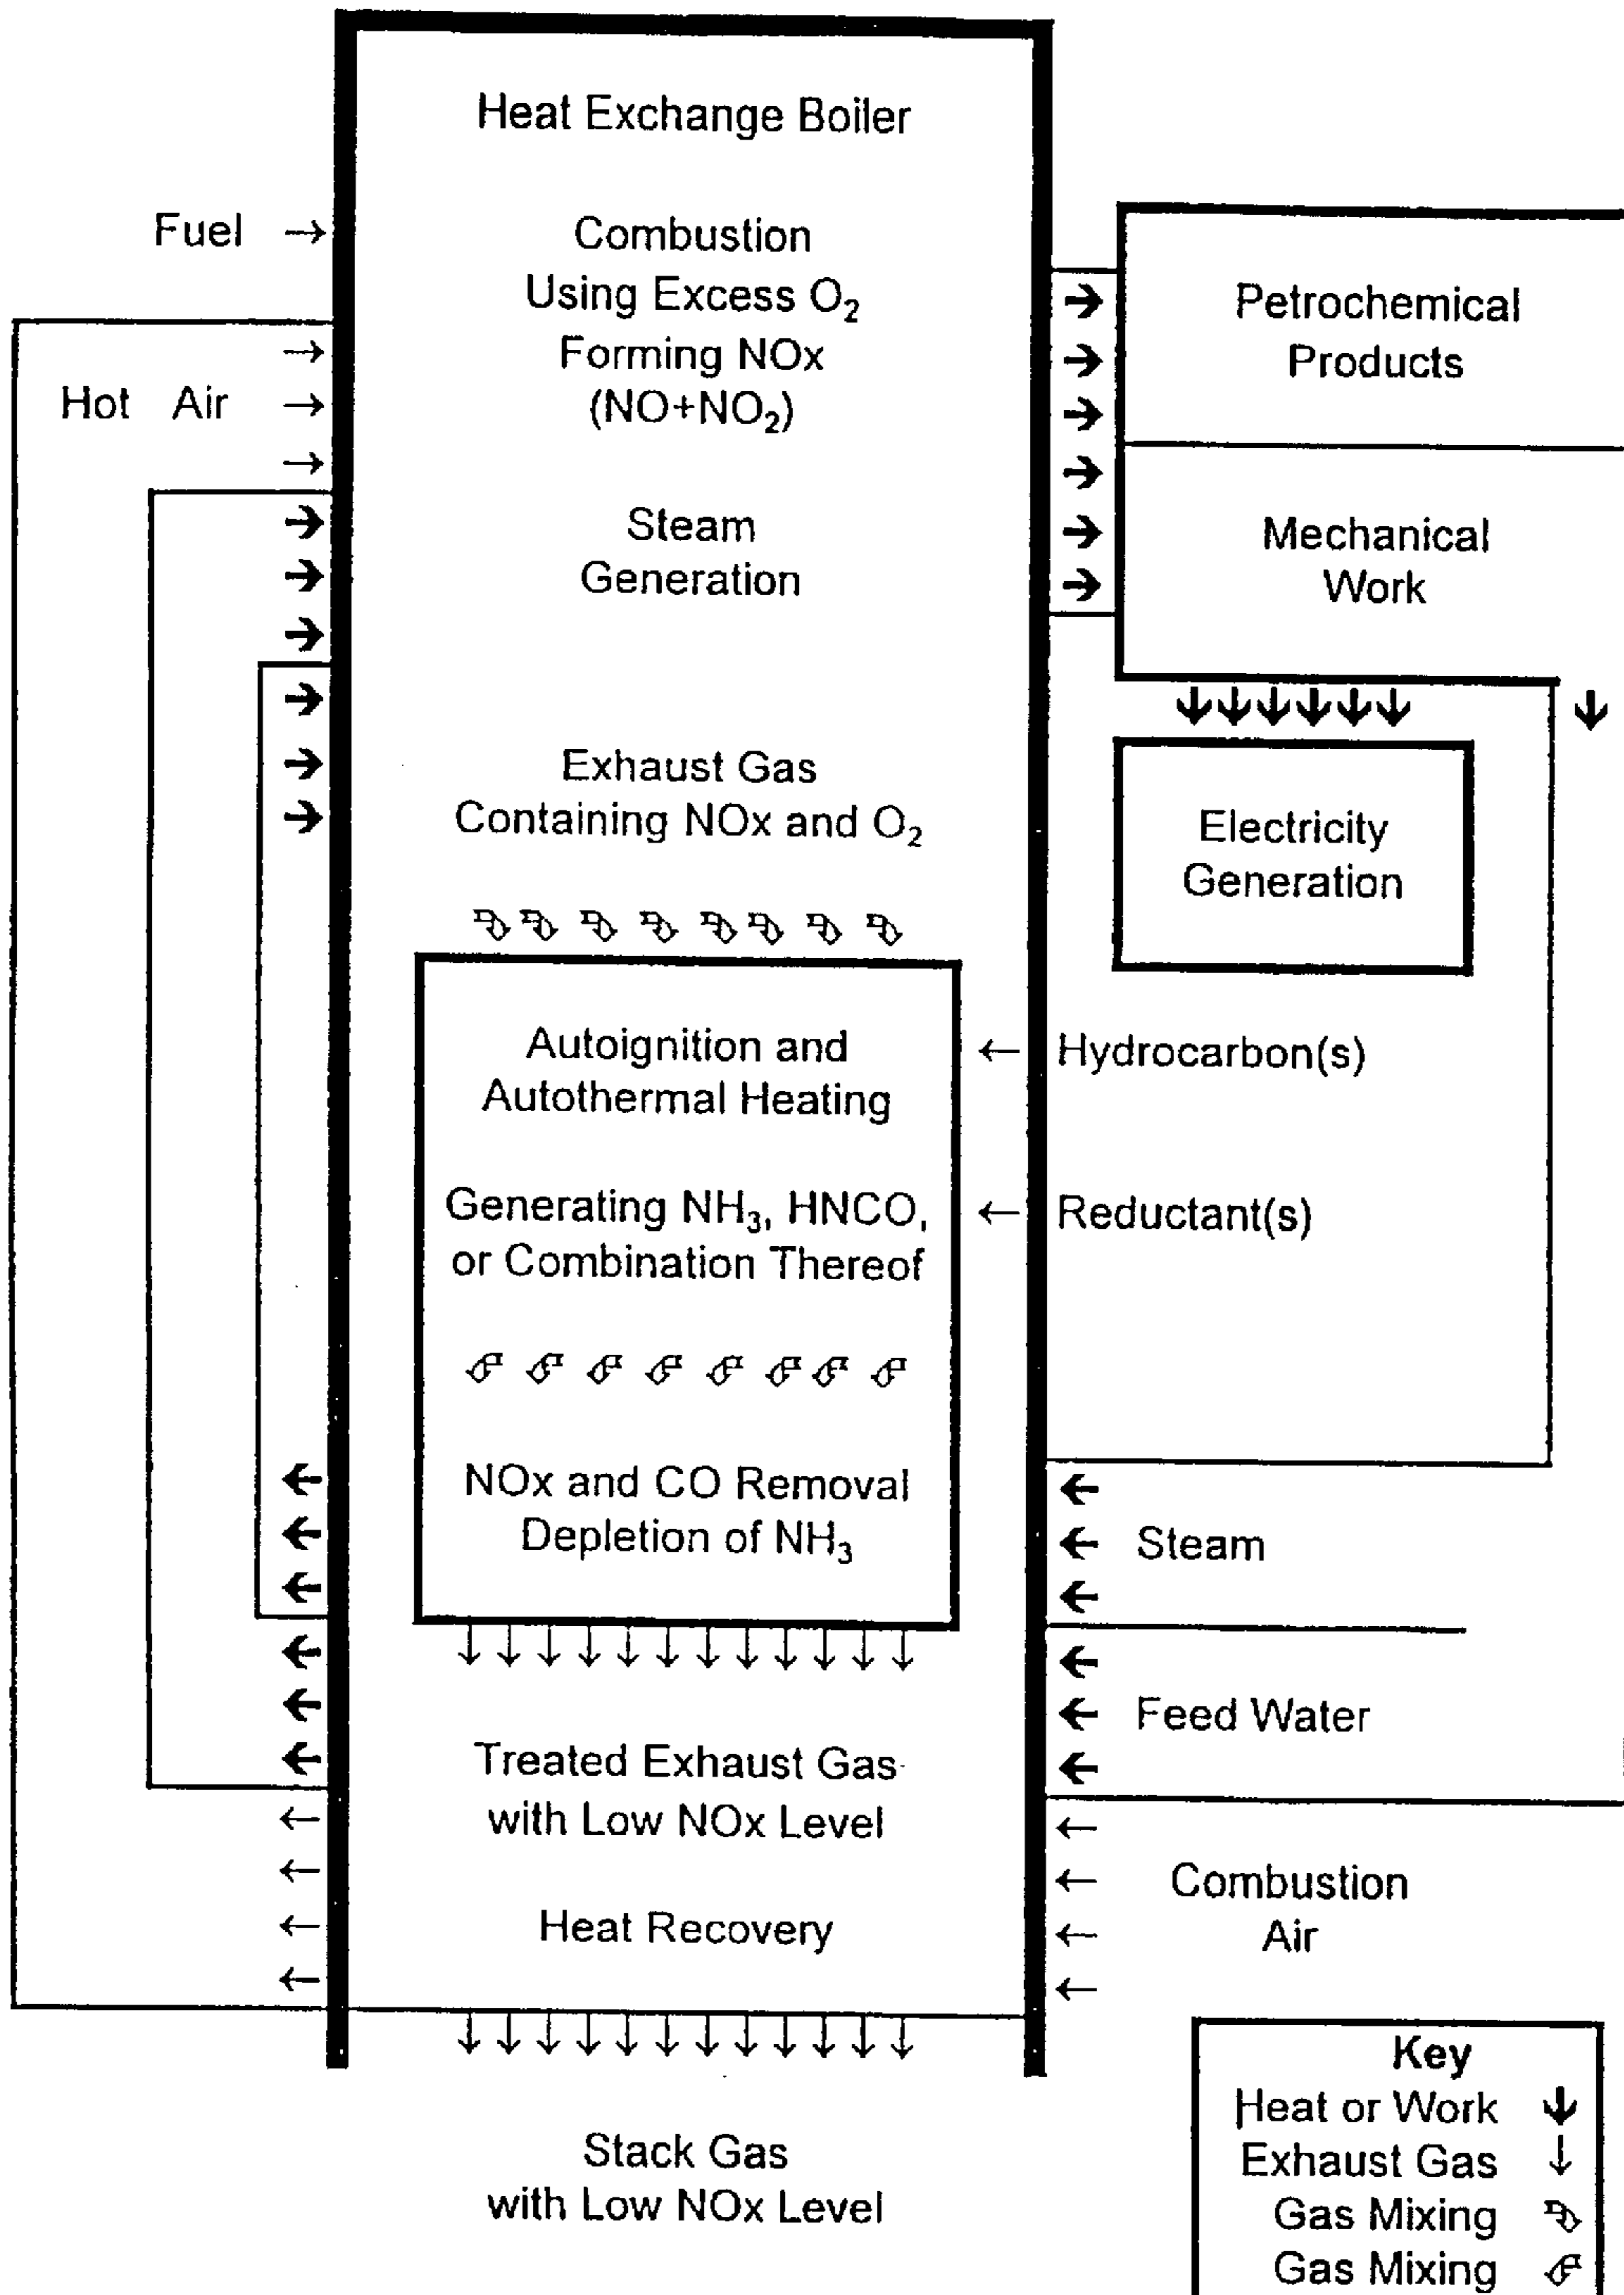 Heat Exchange Boiler
Fuel
Combustion
Using Excess O₂
Forming NOx
(NO+NO₂)
Hot Air
Petrochemical
Products
Steam
Generation
Mechanical
Work
Exhaust Gas
Containing NOx and O₂
Electricity
Generation
Autoignition and
Autothermal Heating
Hydrocarbon(s)
Generating NH₃, HNCO,
or Combination Thereof
Reductant(s)
NOx and CO Removal
Depletion of NH₃
Steam
Feed Water
Treated Exhaust Gas
with Low NOx Level
Combustion
Air
Heat Recovery
Stack Gas
with Low NOx Level
Key
Heat or Work
Exhaust Gas
Gas Mixing
Gas Mixing